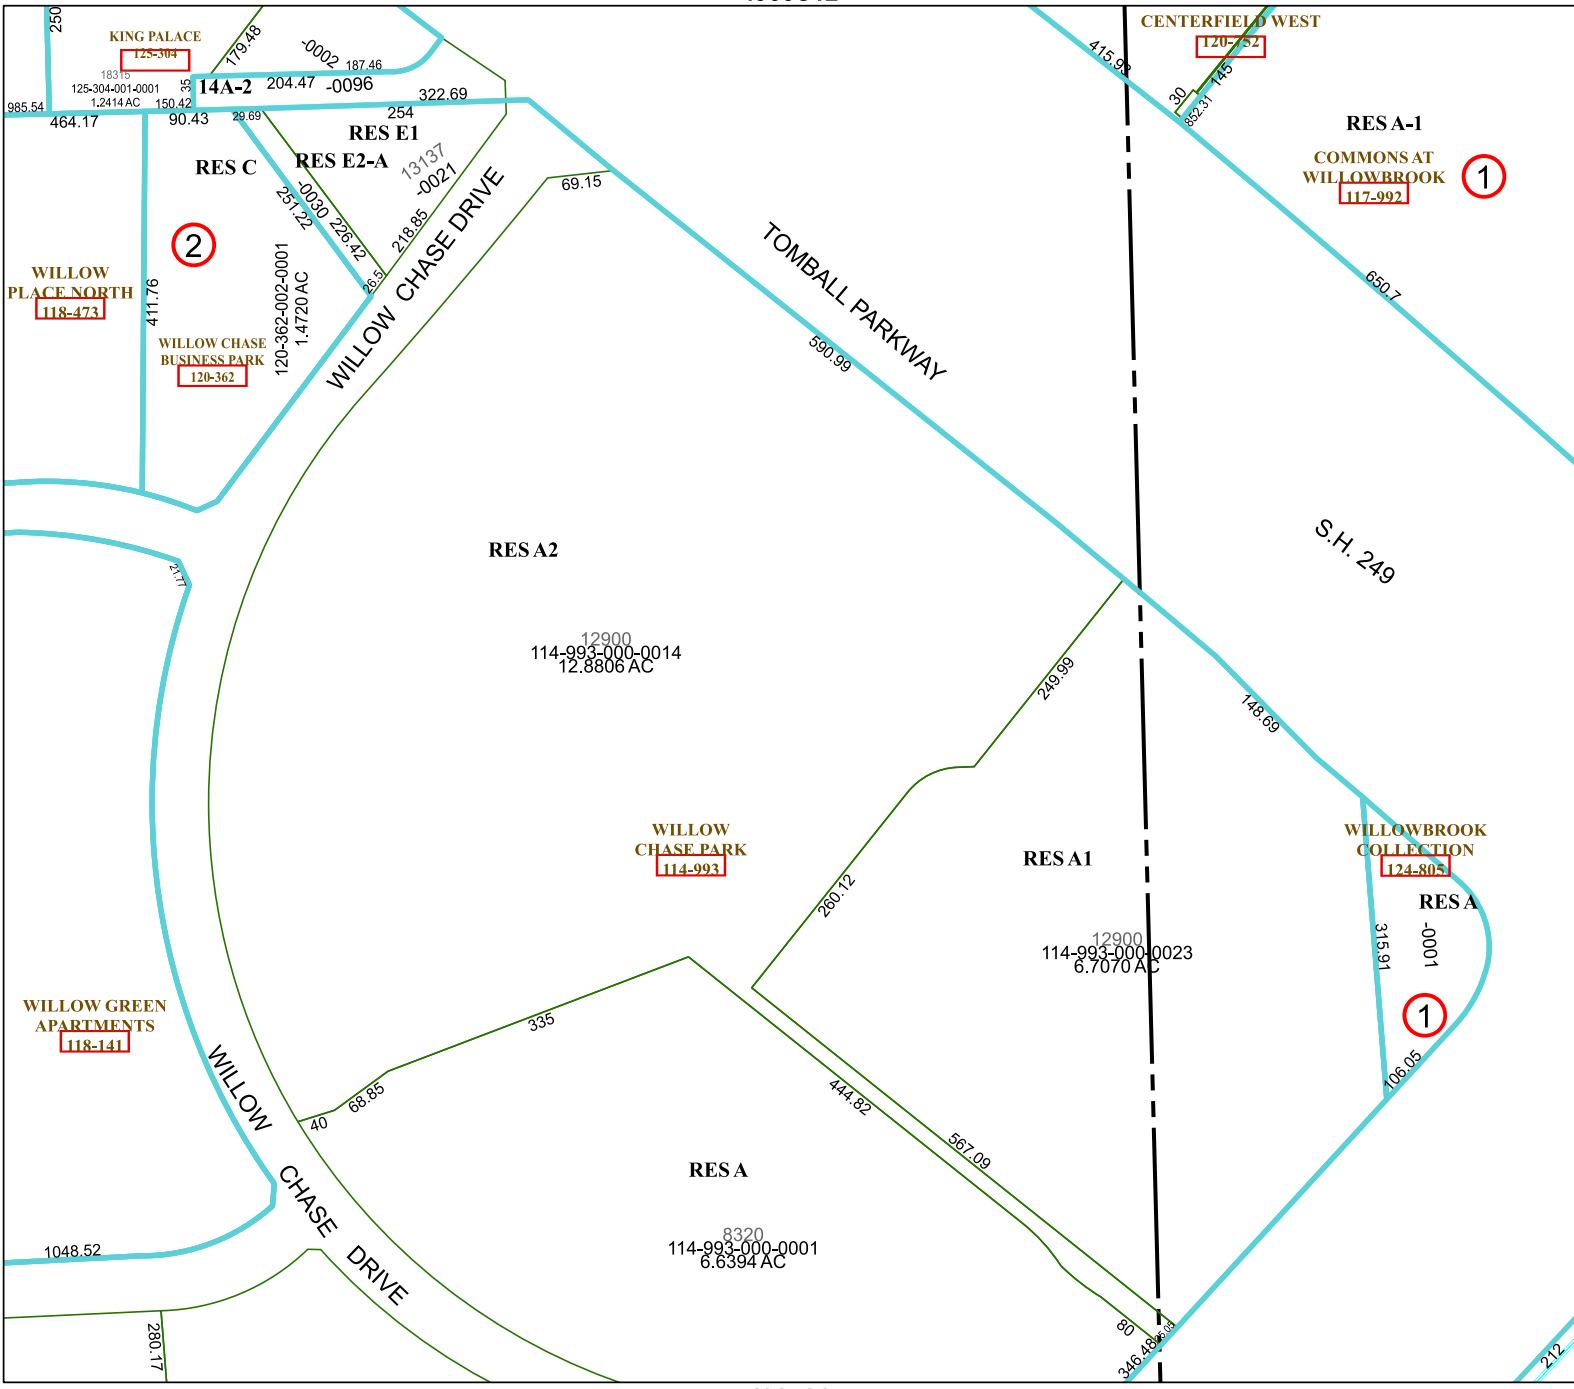 250
KING PALACE
125-304
18315
125-304-001-0001
1.2414 AC
179.48
-0002
187.46
35
14A-2
204.47
-0096
985.54
464.17
150.42
90.43
29.69
322.69
254
RES E1
RES E2-A
RES C
13137
-0021
-0030
251.22
226.42
218.85
26.5
69.15
WILLOW CHASE DRIVE
2
WILLOW
PLACE NORTH
118-473
411.76
120-362-002-0001
1.4720 AC
WILLOW CHASE
BUSINESS PARK
120-362
CENTERFIELD WEST
120-752
415.93
30
145
852.31
RES A-1
COMMONS AT
WILLOWBROOK
117-992
1
650.7
TOMBALL PARKWAY
590.99
S.H. 249
21.77
RES A2
12900
114-993-000-0014
12.8806 AC
249.99
148.69
WILLOW
CHASE PARK
114-993
260.12
RES A1
12900
114-993-000-0023
6.7070 AC
WILLOWBROOK
COLLECTION
124-805
RES A
-0001
315.91
1
106.05
WILLOW GREEN
APARTMENTS
118-141
335
68.85
40
444.82
567.09
WILLOW CHASE DRIVE
RES A
8320
114-993-000-0001
6.6394 AC
1048.52
280.17
80
346.48
212